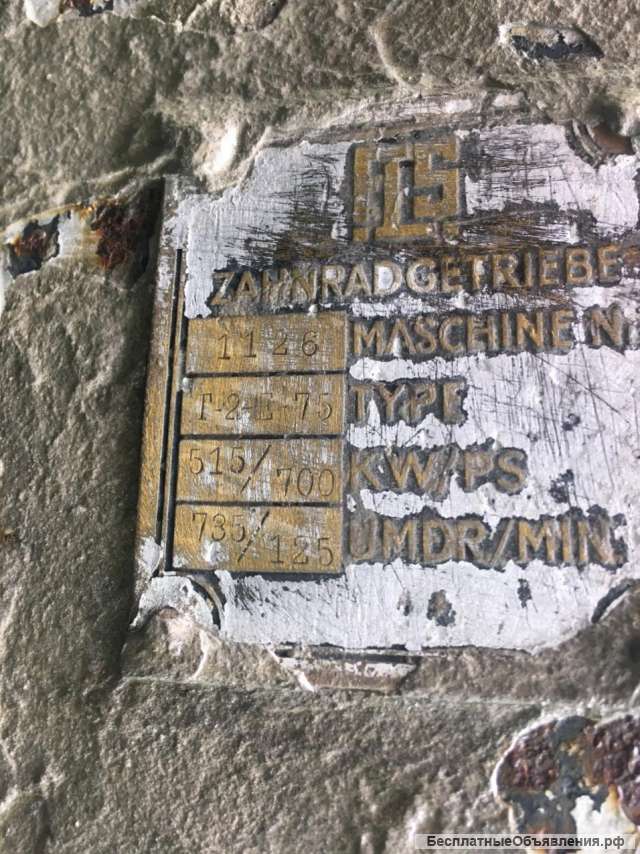 ZAHNRADGETRIEBE
1126 MASCHINE N
T-2-E-75 TYPE
515/700 KW/PS
735/125 UMDR/MIN.
БесплатныеОбъявления.рф